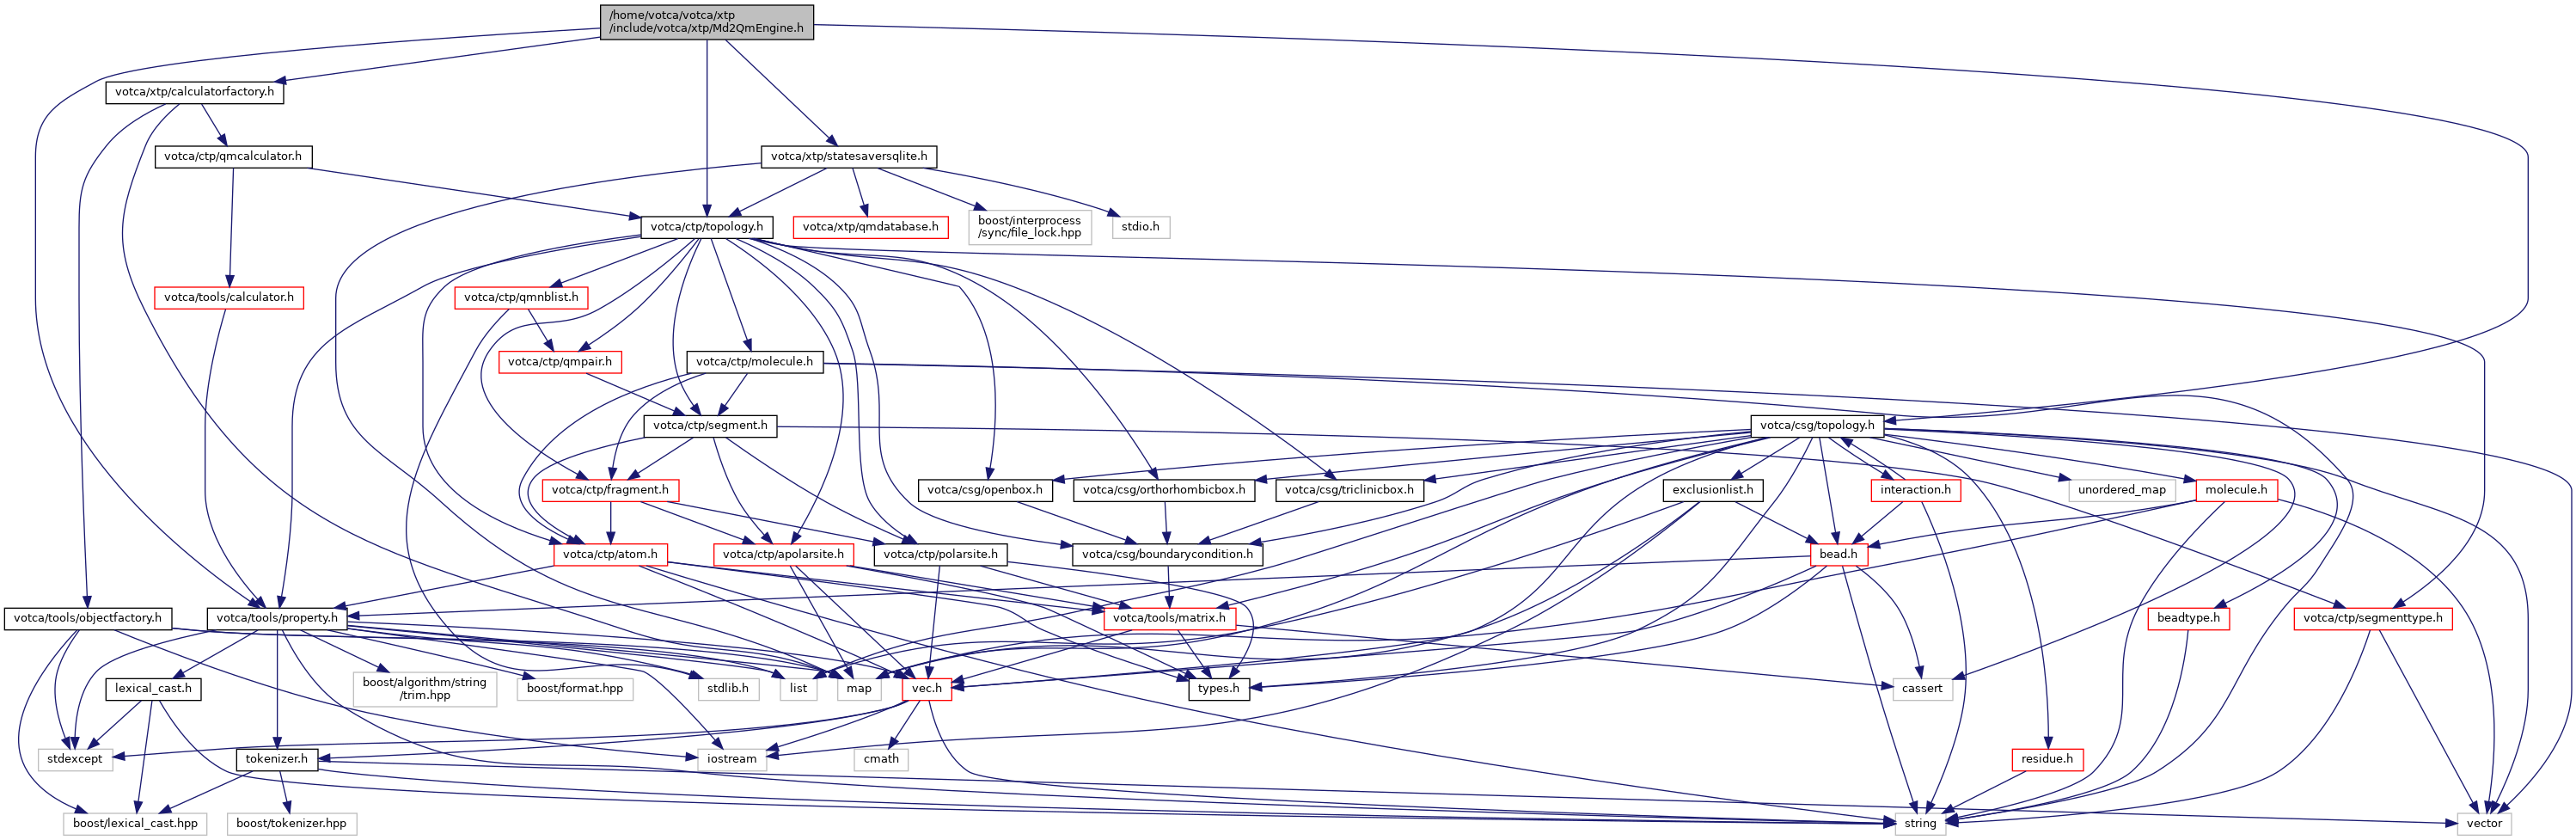 /home/votca/votca/xtp
/include/votca/xtp/Md2QmEngine.h
votca/xtp/calculatorfactory.h
votca/ctp/qmcalculator.h
votca/xtp/statesaversqlite.h
votca/ctp/topology.h
votca/xtp/qmdatabase.h
boost/interprocess
/sync/file_lock.hpp
stdio.h
votca/tools/calculator.h
votca/ctp/qmnblist.h
votca/ctp/qmpair.h
votca/ctp/molecule.h
votca/ctp/segment.h
votca/csg/topology.h
votca/ctp/fragment.h
votca/csg/openbox.h
votca/csg/orthorhombicbox.h
votca/csg/triclinicbox.h
exclusionlist.h
interaction.h
unordered_map
molecule.h
votca/ctp/atom.h
votca/ctp/apolarsite.h
votca/ctp/polarsite.h
votca/csg/boundarycondition.h
bead.h
votca/tools/objectfactory.h
votca/tools/property.h
votca/tools/matrix.h
beadtype.h
votca/ctp/segmenttype.h
lexical_cast.h
boost/algorithm/string
/trim.hpp
boost/format.hpp
stdlib.h
list
map
vec.h
types.h
cassert
stdexcept
tokenizer.h
iostream
cmath
residue.h
boost/lexical_cast.hpp
boost/tokenizer.hpp
string
vector